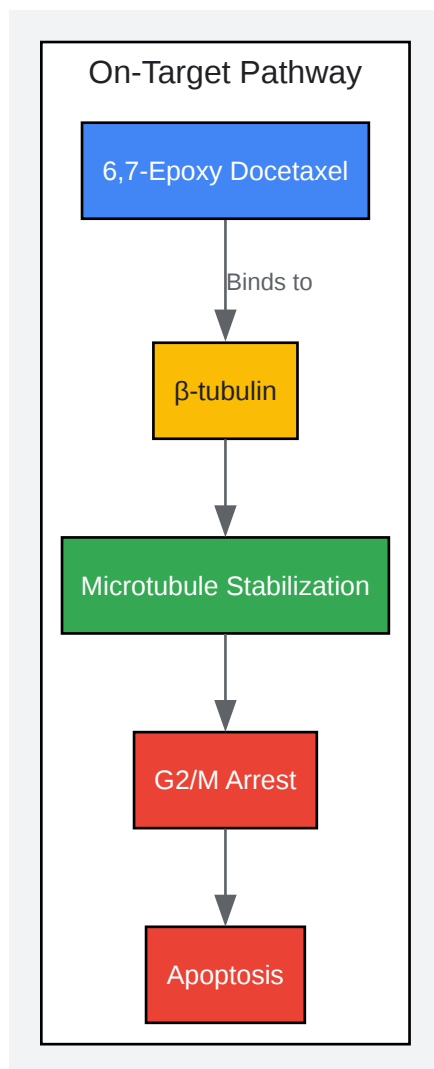 On-Target Pathway
6,7-Epoxy Docetaxel
Binds to
β-tubulin
Microtubule Stabilization
G2/M Arrest
Apoptosis